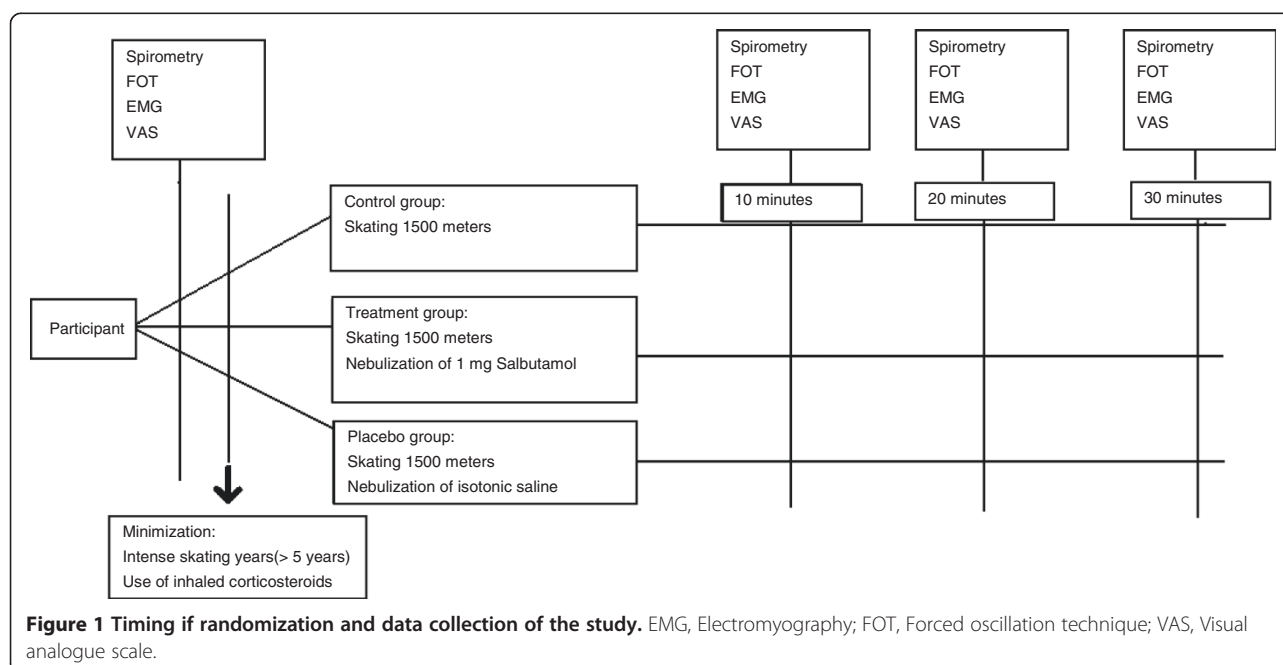 Spirometry
FOT
EMG
VAS
Spirometry
FOT
EMG
VAS
Spirometry
FOT
EMG
VAS
Spirometry
FOT
EMG
VAS
10 minutes
20 minutes
30 minutes
Participant
Control group:
Skating 1500 meters
Treatment group:
Skating 1500 meters
Nebulization of 1 mg Salbutamol
Placebo group:
Skating 1500 meters
Nebulization of isotonic saline
Minimization:
Intense skating years(> 5 years)
Use of inhaled corticosteroids
Figure 1 Timing if randomization and data collection of the study. EMG, Electromyography; FOT, Forced oscillation technique; VAS, Visual
analogue scale.